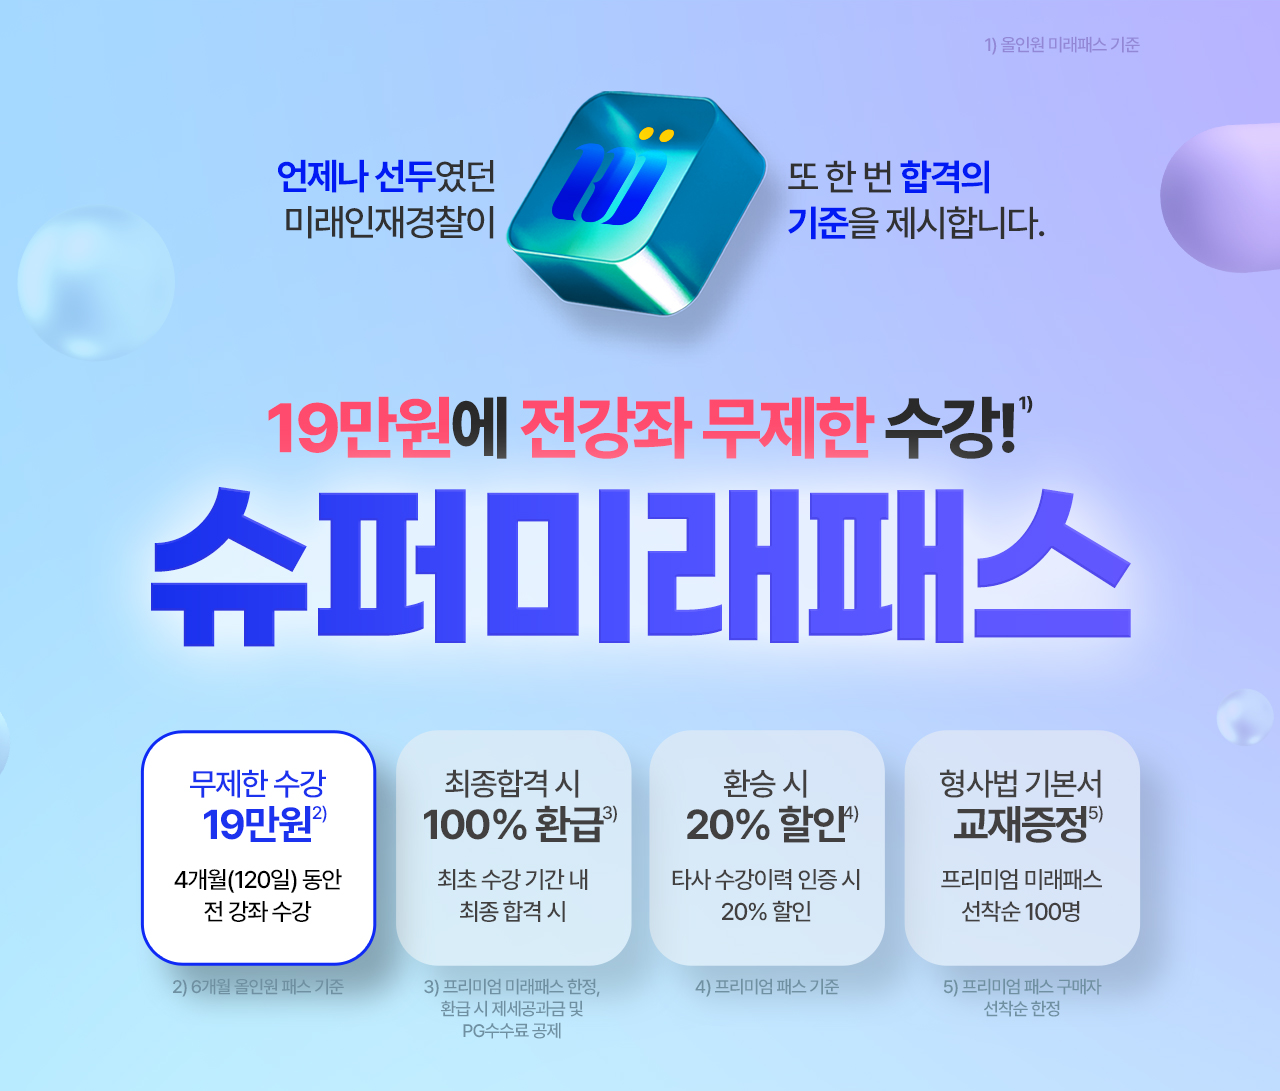 1) 올인원 미래패스 기준
언제나 선두였던
미래인재경찰이
또 한 번 합격의
기준을 제시합니다.
19만원에 전강좌 무제한 수강!1)
슈퍼미래패스
무제한 수강
19만원2)
4개월(120일) 동안
전 강좌 수강
2) 6개월 올인원 패스 기준
최종합격 시
100% 환급3)
최초 수강 기간 내
최종 합격 시
3) 프리미엄 미래패스 한정,
환급 시 제세공과금 및
PG수수료 공제
환승 시
20% 할인4)
타사 수강이력 인증 시
20% 할인
4) 프리미엄 패스 기준
형사법 기본서
교재증정5)
프리미엄 미래패스
선착순 100명
5) 프리미엄 패스 구매자
선착순 한정